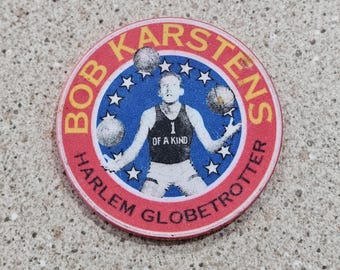 BOB KARSTENS
1
OF A KIND
HARLEM GLOBETROTTER